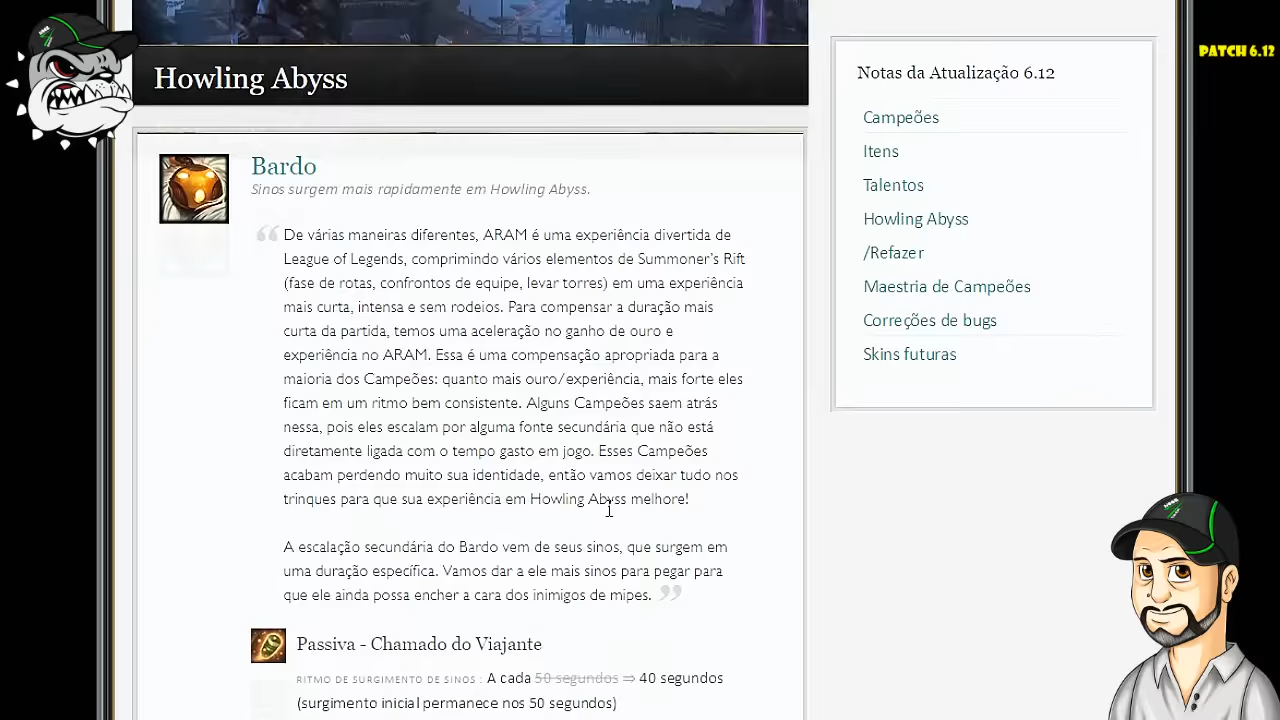 PATCH 6.12
Howling Abyss
Bardo
Sinos surgem mais rapidamente em Howling Abyss.
“ De várias maneiras diferentes, ARAM é uma experiência divertida de
League of Legends, comprimindo vários elementos de Summoner’s Rift
(fase de rotas, confrontos de equipe, levar torres) em uma experiência
mais curta, intensa e sem rodeios. Para compensar a duração mais
curta da partida, temos uma aceleração no ganho de ouro e
experiência no ARAM. Essa é uma compensação apropriada para a
maioria dos Campeões: quanto mais ouro/experiência, mais forte eles
ficam em um ritmo bem consistente. Alguns Campeões saem atrás
nessa, pois eles escalam por alguma fonte secundária que não está
diretamente ligada com o tempo gasto em jogo. Esses Campeões
acabam perdendo muito sua identidade, então vamos deixar tudo nos
trinques para que sua experiência em Howling Abyss melhore!
A escalação secundária do Bardo vem de seus sinos, que surgem em
uma duração específica. Vamos dar a ele mais sinos para pegar para
que ele ainda possa encher a cara dos inimigos de mipes. ”
Passiva - Chamado do Viajante
RITMO DE SURGIMENTO DE SINOS : A cada 50 segundos ⇒ 40 segundos
(surgimento inicial permanece nos 50 segundos)
Notas da Atualização 6.12
Campeões
Itens
Talentos
Howling Abyss
/Refazer
Maestria de Campeões
Correções de bugs
Skins futuras